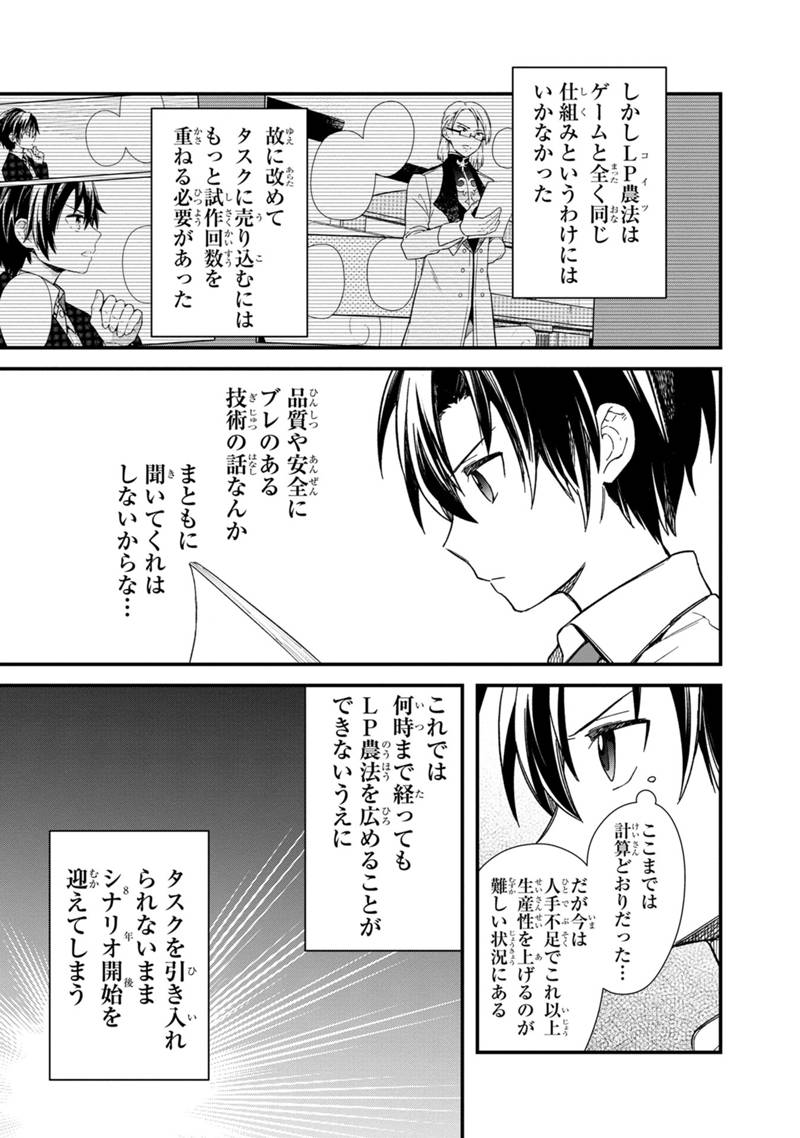 しかしLP農法は
ゲームと全く同じ
仕組みというわけには
いかなかった
故に改めて
タスクに売り込むには
もっと試作回数を
重ねる必要があった
品質や安全に
ブレのある
技術の話なんか
まともに
聞いてくれは
しないからな…
ここまでは
計算どおりだった…
だが今は
人手不足でこれ以上
生産性を上げるのが
難しい状況にある
これでは
何時まで経っても
LP農法を広めることが
できないうえに
タスクを引き入れ
られないまま
シナリオ開始を
迎えてしまう